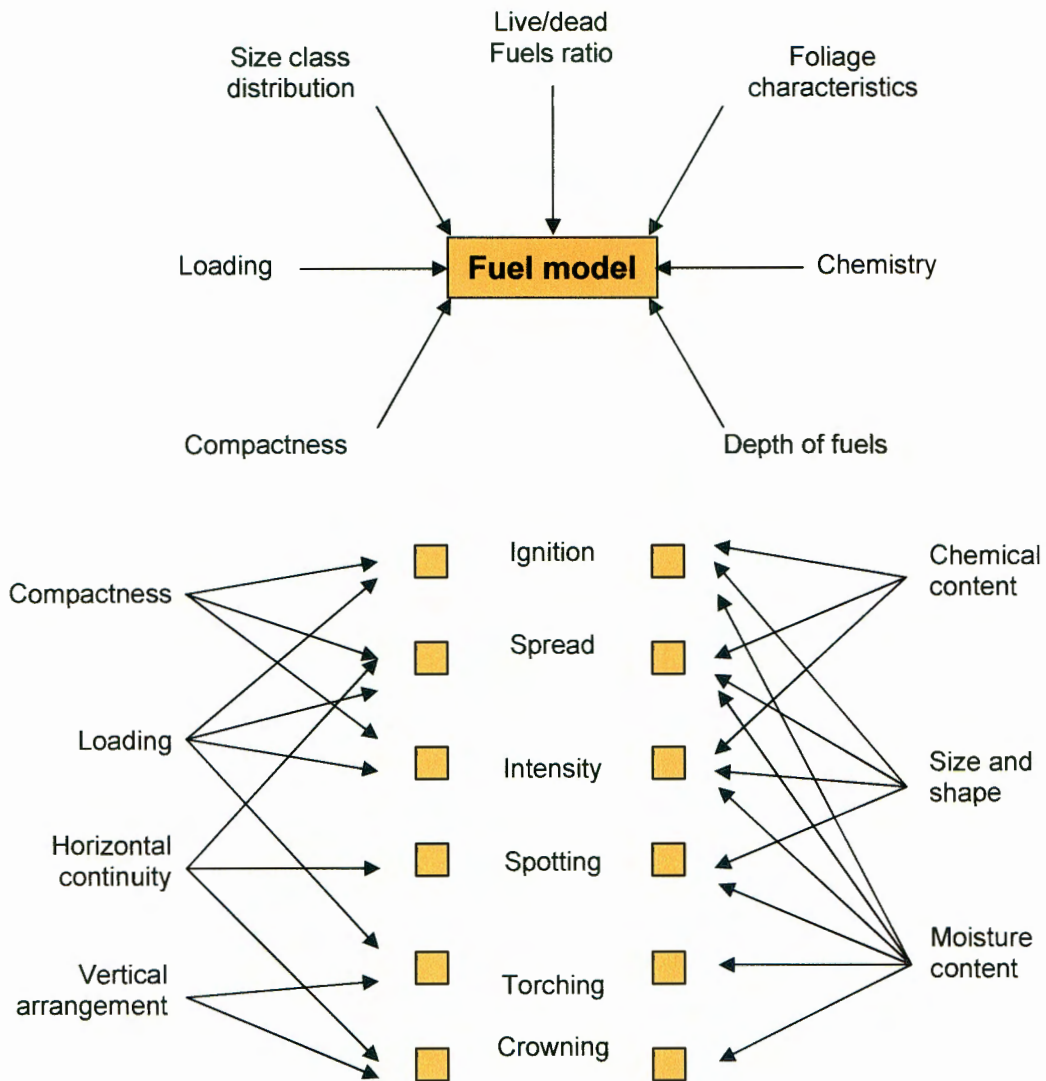 Live/dead
Fuels ratio
Size class
distribution
Foliage
characteristics
Loading
Fuel model
Chemistry
Compactness
Depth of fuels
Ignition
Chemical
content
Compactness
Spread
Loading
Intensity
Size and
shape
Horizontal
continuity
Spotting
Moisture
content
Vertical
arrangement
Torching
Crowning